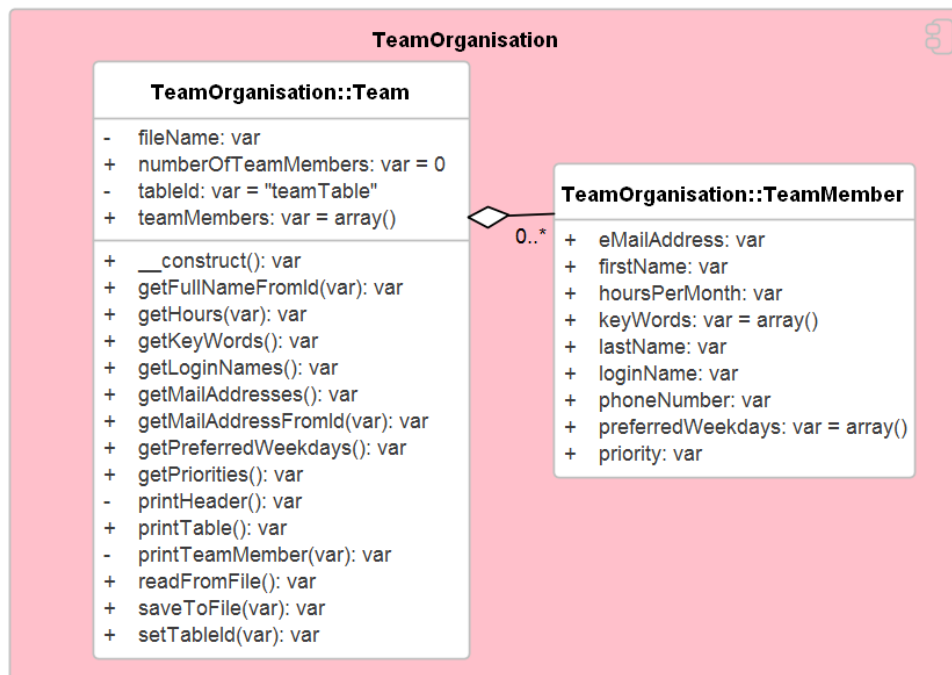 TeamOrganisation
TeamOrganisation::Team
- fileName: var
+ numberOfTeamMembers: var = 0
- tableId: var = "teamTable"
+ teamMembers: var = array()
+ __construct(): var
+ getFullNameFromId(var): var
+ getHours(var): var
+ getKeyWords(): var
+ getLoginNames(): var
+ getMailAddresses(): var
+ getMailAddressFromId(var): var
+ getPreferredWeekdays(): var
+ getPriorities(): var
- printHeader(): var
+ printTable(): var
- printTeamMember(var): var
+ readFromFile(): var
+ saveToFile(var): var
+ setTableId(var): var
0..*
TeamOrganisation::TeamMember
+ eMailAddress: var
+ firstName: var
+ hoursPerMonth: var
+ keyWords: var = array()
+ lastName: var
+ loginName: var
+ phoneNumber: var
+ preferredWeekdays: var = array()
+ priority: var